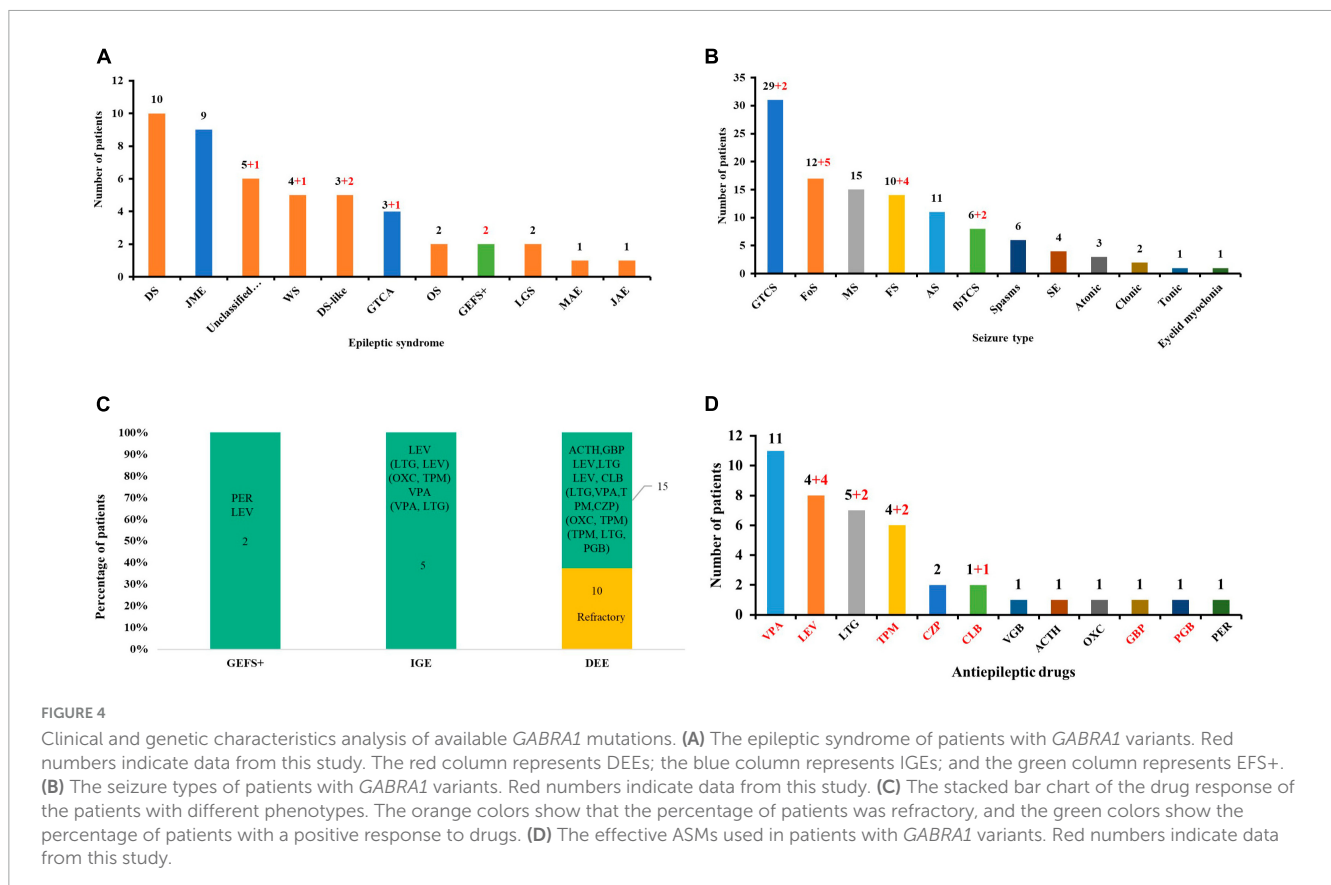 A
Number of patients
12
10
8
6
4
2
0
10
9
5+1
4+1
3+2
3+1
2
2
2
1
1
DS
JME
Unclassified...
WS
DS-like
GTCA
OS
GEFS+
LGS
MAE
JAE
Epileptic syndrome
B
Number of patients
35
30
25
20
15
10
5
0
29+2
12+5
15
10+4
11
6+2
6
4
3
2
1
1
GTCS
FoS
MS
FS
AS
fbTCS
Spasms
SE
Atonic
Clonic
Tonic
Eyelid myoclonia
Seizure type
C
Percentage of patients
100%
90%
80%
70%
60%
50%
40%
30%
20%
10%
0%
PER
LEV
2
LEV
(LTG, LEV)
(OXC, TPM)
VPA
(VPA, LTG)
5
ACTH,GBP
LEV,LTG
LEV, CLB
(LTG,VPA,T
PM,CZP)
(OXC, TPM)
(TPM, LTG,
PGB)
15
10
Refractory
GEFS+
IGE
DEE
D
Number of patients
12
10
8
6
4
2
0
11
4+4
5+2
4+2
2
1+1
1
1
1
1
1
1
VPA
LEV
LTG
TPM
CZP
CLB
VGB
ACTH
OXC
GBP
PGB
PER
Antiepileptic drugs
FIGURE 4
Clinical and genetic characteristics analysis of available GABRA1 mutations. (A) The epileptic syndrome of patients with GABRA1 variants. Red
numbers indicate data from this study. The red column represents DEEs; the blue column represents IGEs; and the green column represents EFS+.
(B) The seizure types of patients with GABRA1 variants. Red numbers indicate data from this study. (C) The stacked bar chart of the drug response of
the patients with different phenotypes. The orange colors show that the percentage of patients was refractory, and the green colors show the
percentage of patients with a positive response to drugs. (D) The effective ASMs used in patients with GABRA1 variants. Red numbers indicate data
from this study.